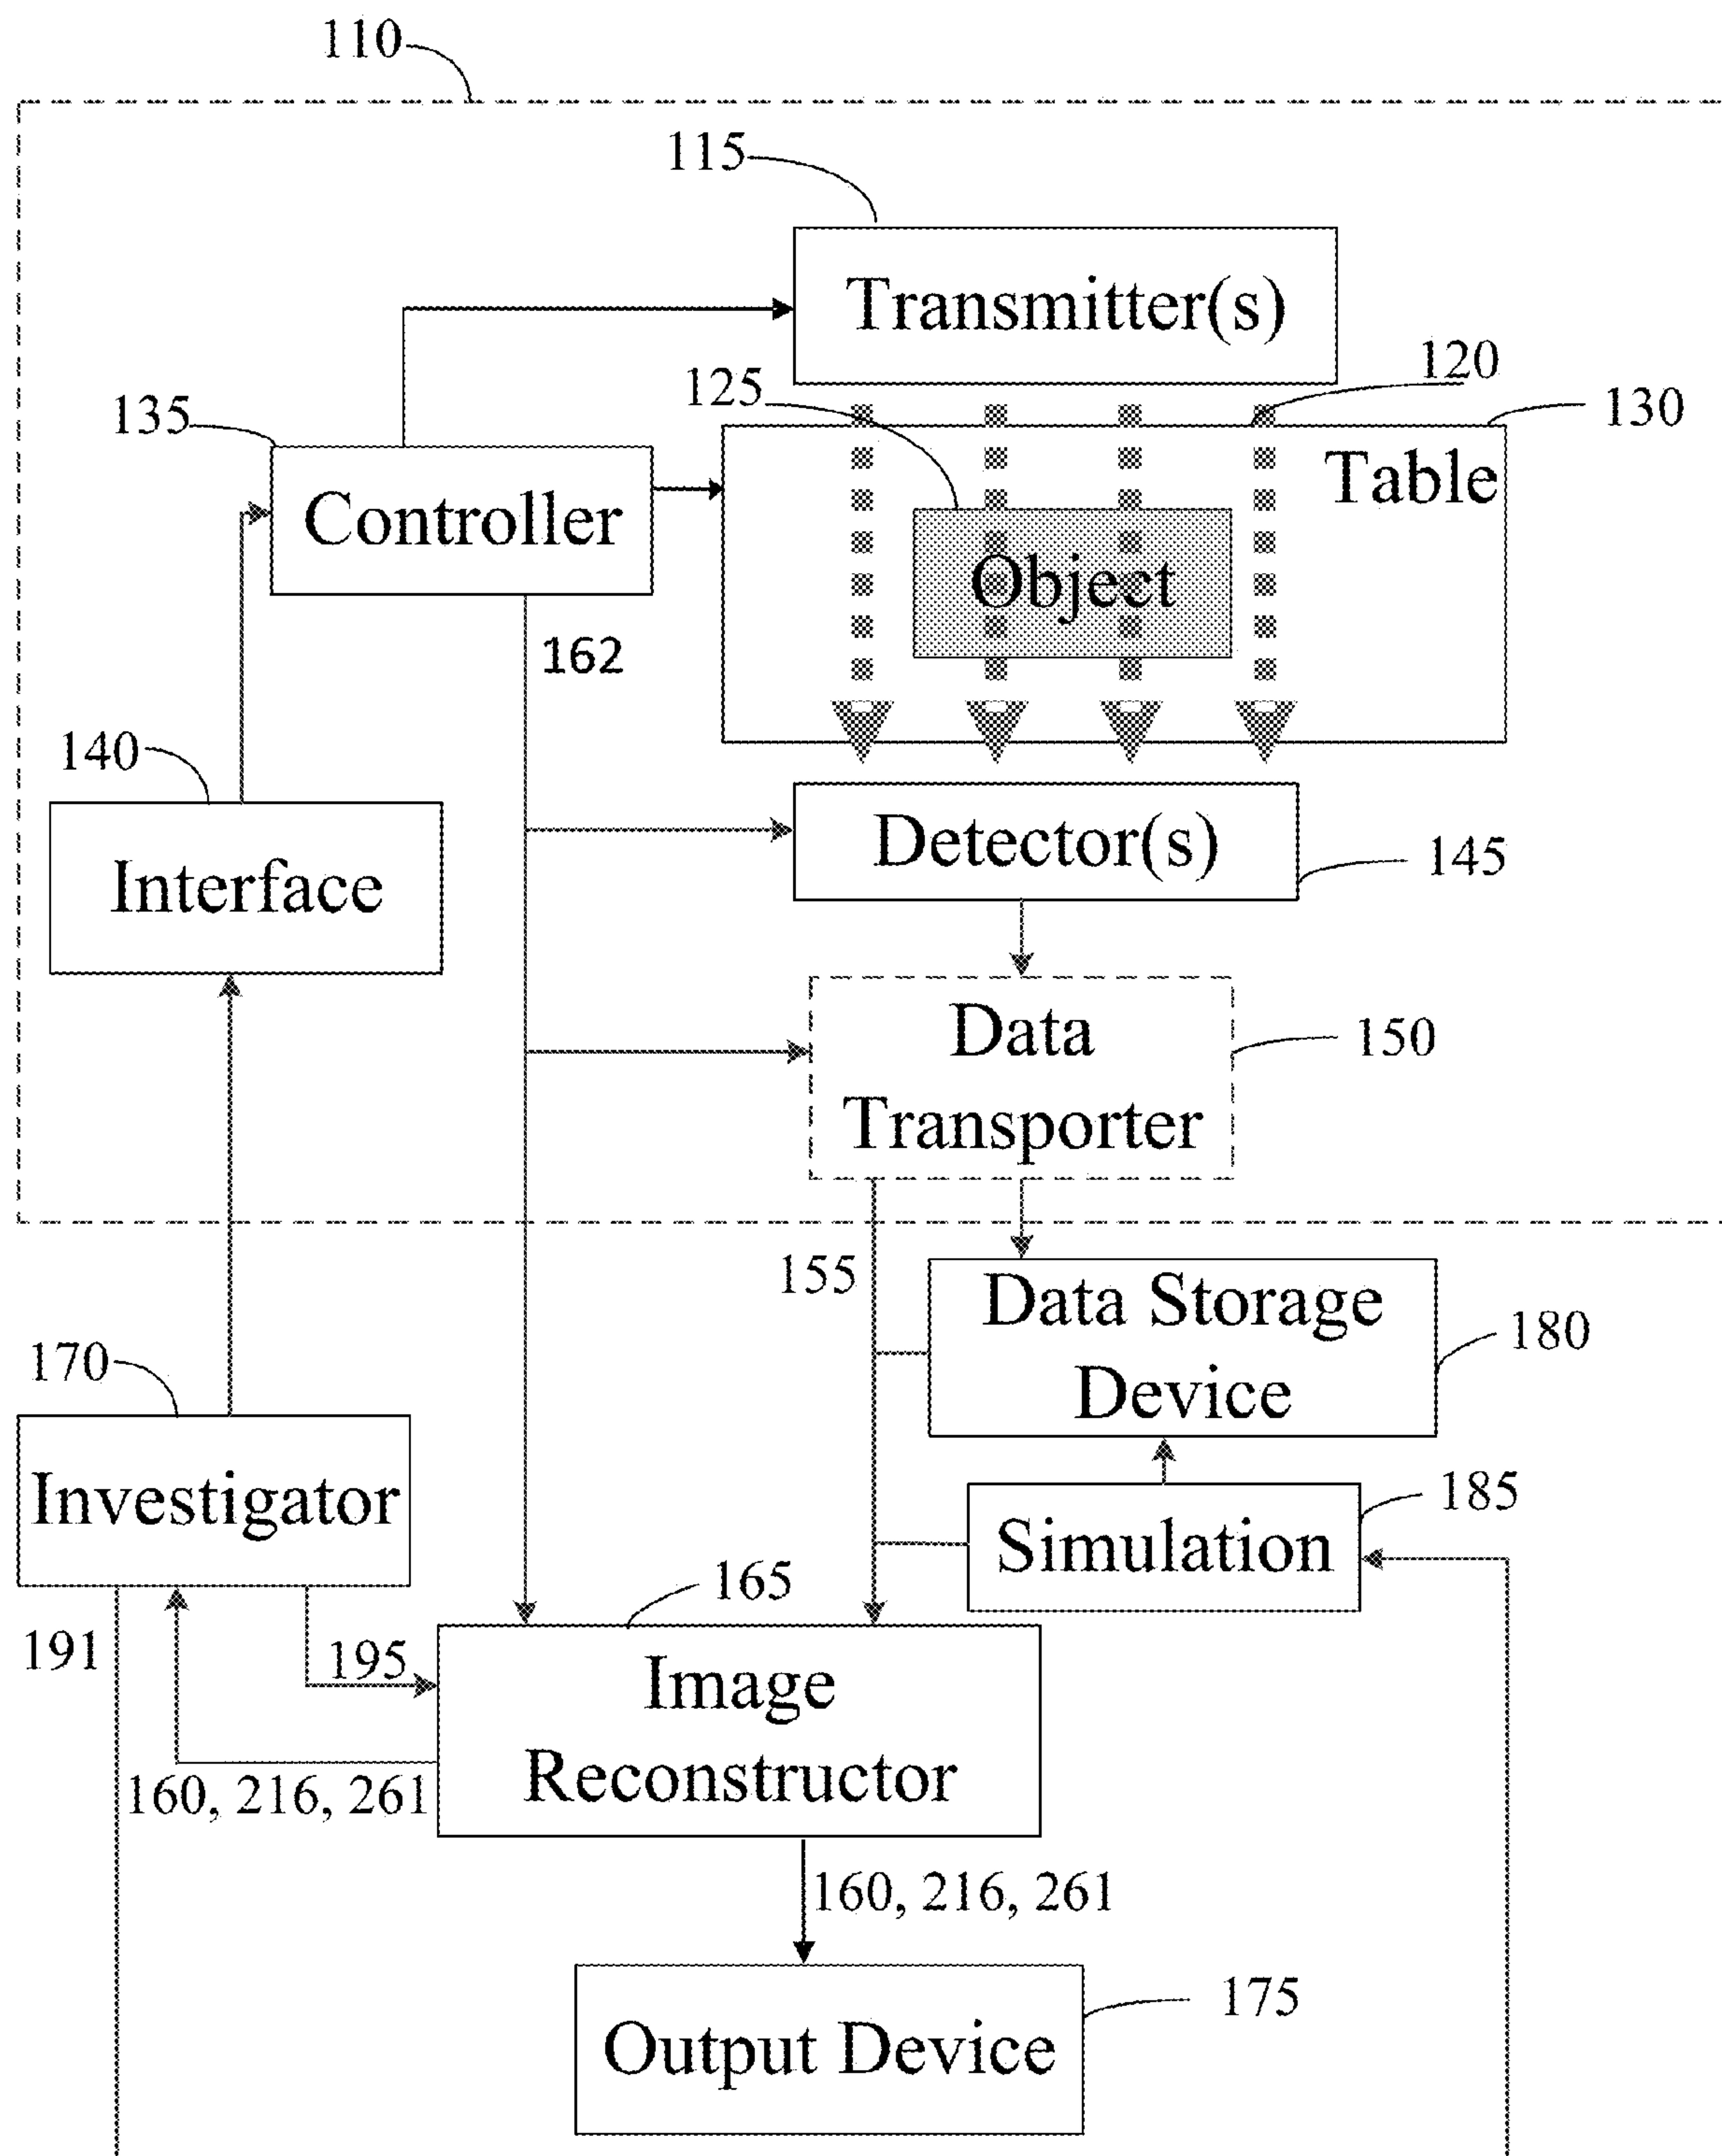 110
115
Transmitter(s)
120
125
130
135
Table
Controller
Object
162
140
Detector(s)
145
Interface
Data
Transporter
150
155
Data Storage
Device
180
170
Investigator
185
Simulation
165
191
195
Image
Reconstructor
160, 216, 261
160, 216, 261
175
Output Device